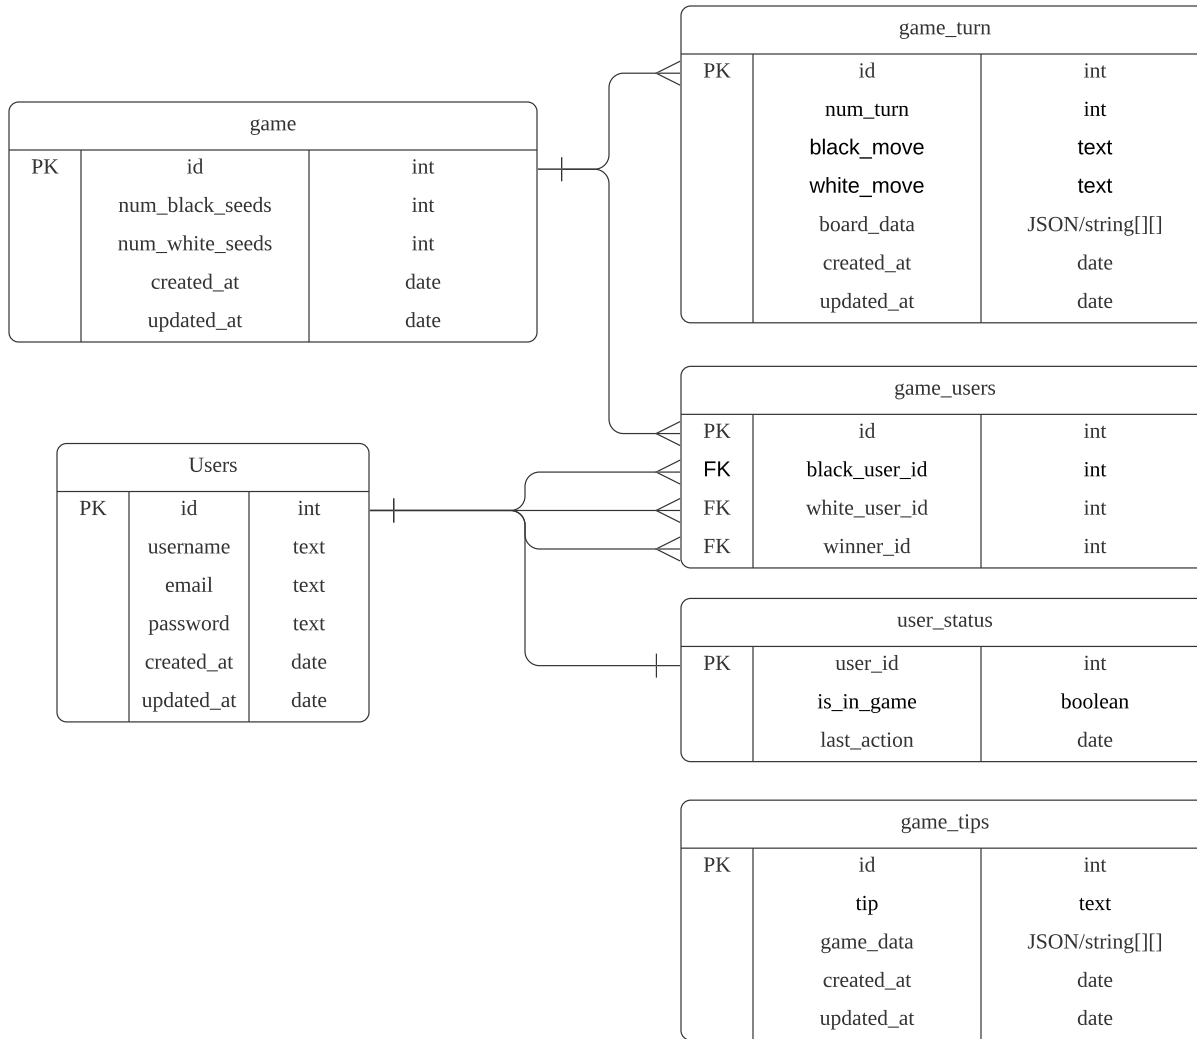 game
PK id int
num_black_seeds int
num_white_seeds int
created_at date
updated_at date
Users
PK id int
username text
email text
password text
created_at date
updated_at date
game_turn
PK id int
num_turn int
black_move text
white_move text
board_data JSON/string[][]
created_at date
updated_at date
game_users
PK id int
FK black_user_id int
FK white_user_id int
FK winner_id int
user_status
PK user_id int
is_in_game boolean
last_action date
game_tips
PK id int
tip text
game_data JSON/string[][]
created_at date
updated_at date